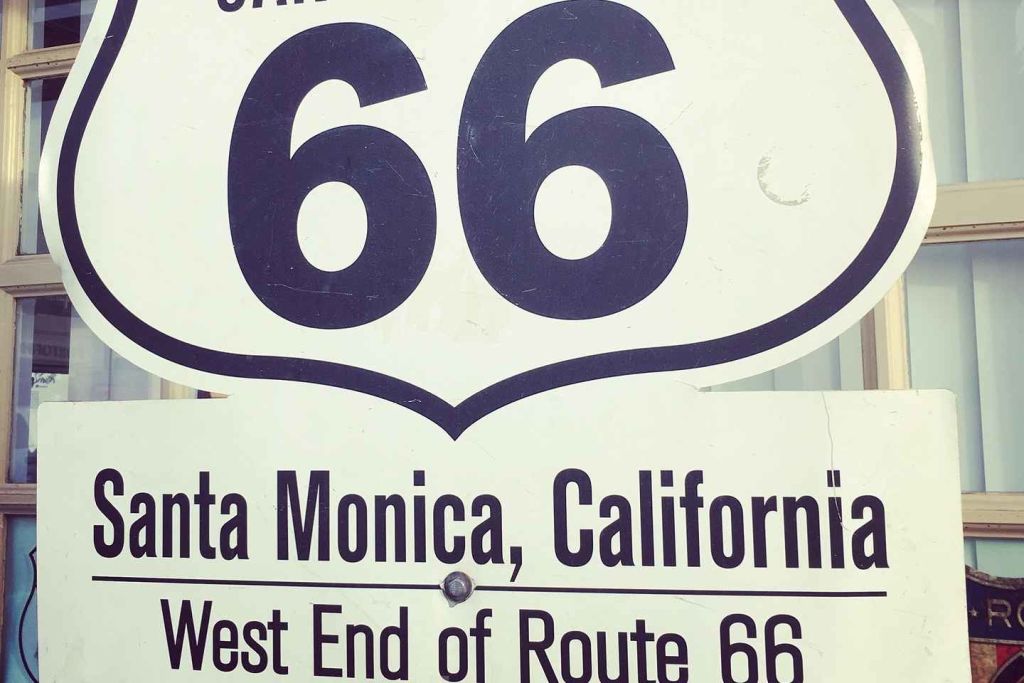 66
Santa Monica, California
West End of Route 66